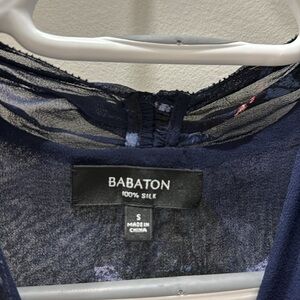 BABATON
100% SILK
S
MADE IN
CHINA